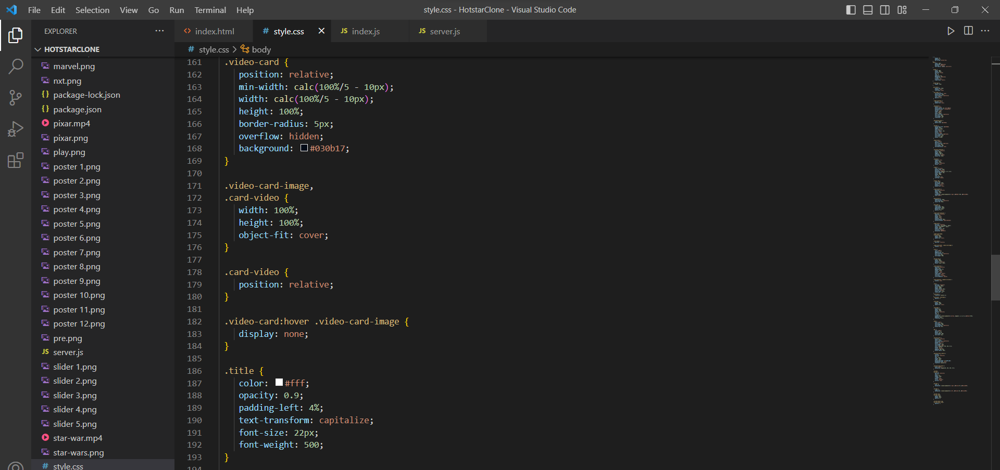 File Edit Selection View Go Run Terminal Help
style.css - HotstarClone - Visual Studio Code
EXPLORER
HOTSTARCLONE
marvel.png
nxt.png
{} package-lock.json
{} package.json
pixar.mp4
pixar.png
play.png
poster 1.png
poster 2.png
poster 3.png
poster 4.png
poster 5.png
poster 6.png
poster 7.png
poster 8.png
poster 9.png
poster 10.png
poster 11.png
poster 12.png
pre.png
JS server.js
slider 1.png
slider 2.png
slider 3.png
slider 4.png
slider 5.png
star-war.mp4
star-wars.png
# style.css
<> index.html
# style.css
JS index.js
JS server.js
# style.css > body
161 .video-card {
162 position: relative;
163 min-width: calc(100%/5 - 10px);
164 width: calc(100%/5 - 10px);
165 height: 100%;
166 border-radius: 5px;
167 overflow: hidden;
168 background: #030b17;
169 }
170
171 .video-card-image,
172 .card-video {
173 width: 100%;
174 height: 100%;
175 object-fit: cover;
176 }
177
178 .card-video {
179 position: relative;
180 }
181
182 .video-card:hover .video-card-image {
183 display: none;
184 }
185
186 .title {
187 color: #fff;
188 opacity: 0.9;
189 padding-left: 4%;
190 text-transform: capitalize;
191 font-size: 22px;
192 font-weight: 500;
193 }
194